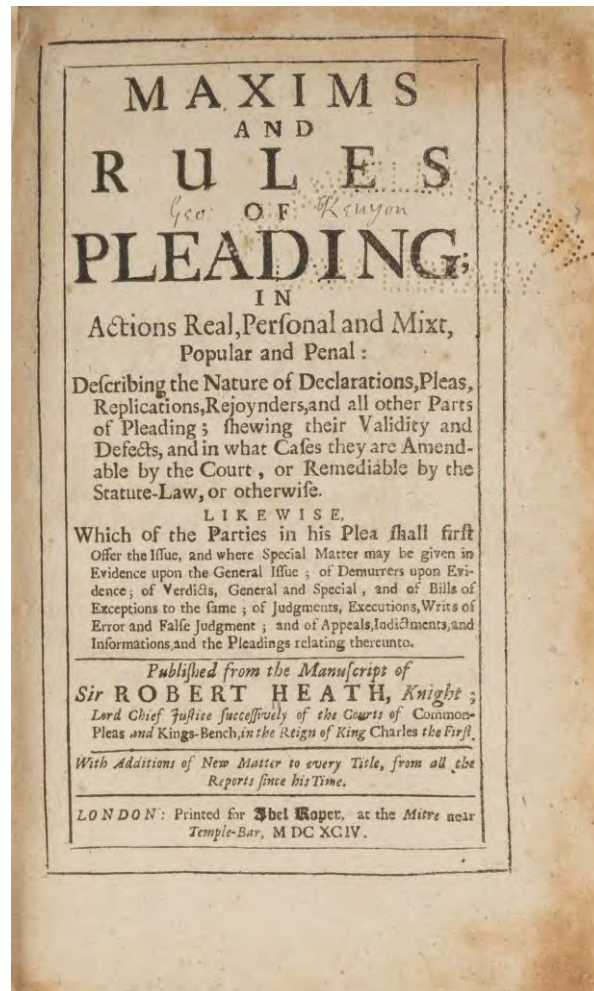 MAXIMS
AND
RULES
Geo: OF Kenyon
PLEADING;
IN
Actions Real,Perſonal and Mixt,
Popular and Penal:
Deſcribing the Nature of Declarations,Pleas,
Replications,Rejoynders,and all other Parts
of Pleading; ſhewing their Validity and
Defects, and in what Caſes they are Amend-
able by the Court, or Remediable by the
Statute-Law, or otherwiſe.
LIKEWISE,
Which of the Parties in his Plea ſhall firſt
Offer the Iſſue, and where Special Matter may be given in
Evidence upon the General Iſſue; of Demurrers upon Evi-
dence; of Verdicts, General and Special, and of Bills of
Exceptions to the ſame; of Judgments, Executions,Writs of
Error and Falſe Judgment; and of Appeals,Indictments,and
Informations,and the Pleadings relating thereunto.
Publiſhed from the Manuſcript of
Sir ROBERT HEATH, Knight;
Lord Chief Juſtice ſucceſſively of the Courts of Common-
Pleas and Kings-Bench,in the Reign of King Charles the Firſt.
With Additions of New Matter to every Title, from all the
Reports ſince his Time.
LONDON: Printed for Abel Roper, at the Mitre near
Temple-Bar, M DC XCIV.